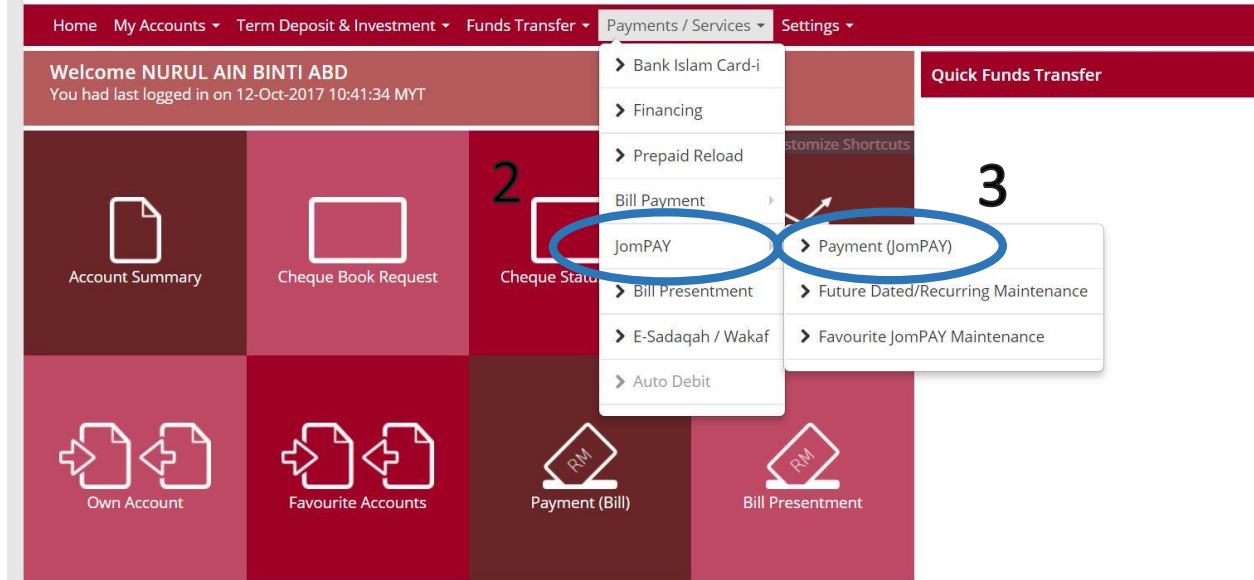 Home My Accounts Term Deposit & Investment Funds Transfer Payments / Services Settings
Welcome NURUL AIN BINTI ABD
You had last logged in on 12-Oct-2017 10:41:34 MYT
Quick Funds Transfer
Bank Islam Card-i
Financing
Prepaid Reload
Bill Payment
JomPAY
Bill Presentment
E-Sadaqah / Wakaf
Auto Debit
stomize Shortcuts
2
3
Payment (JomPAY)
Future Dated/Recurring Maintenance
Favourite JomPAY Maintenance
Account Summary
Cheque Book Request
Cheque Statu
Own Account
Favourite Accounts
RM
Payment (Bill)
RM
Bill Presentment